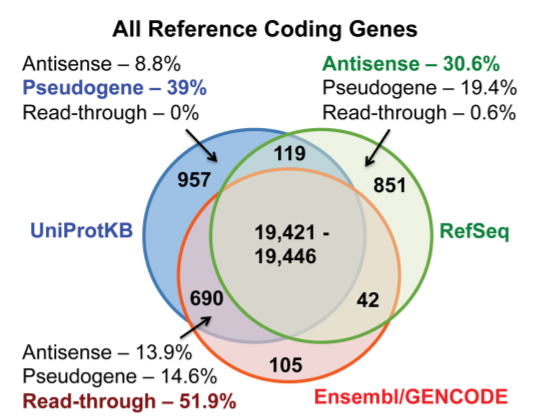 All Reference Coding Genes
Antisense – 8.8%
Pseudogene – 39%
Read-through – 0%
Antisense – 30.6%
Pseudogene – 19.4%
Read-through – 0.6%
119
957
851
UniProtKB
19,421 -
19,446
RefSeq
690
42
Antisense – 13.9%
Pseudogene – 14.6%
Read-through – 51.9%
105
Ensembl/GENCODE